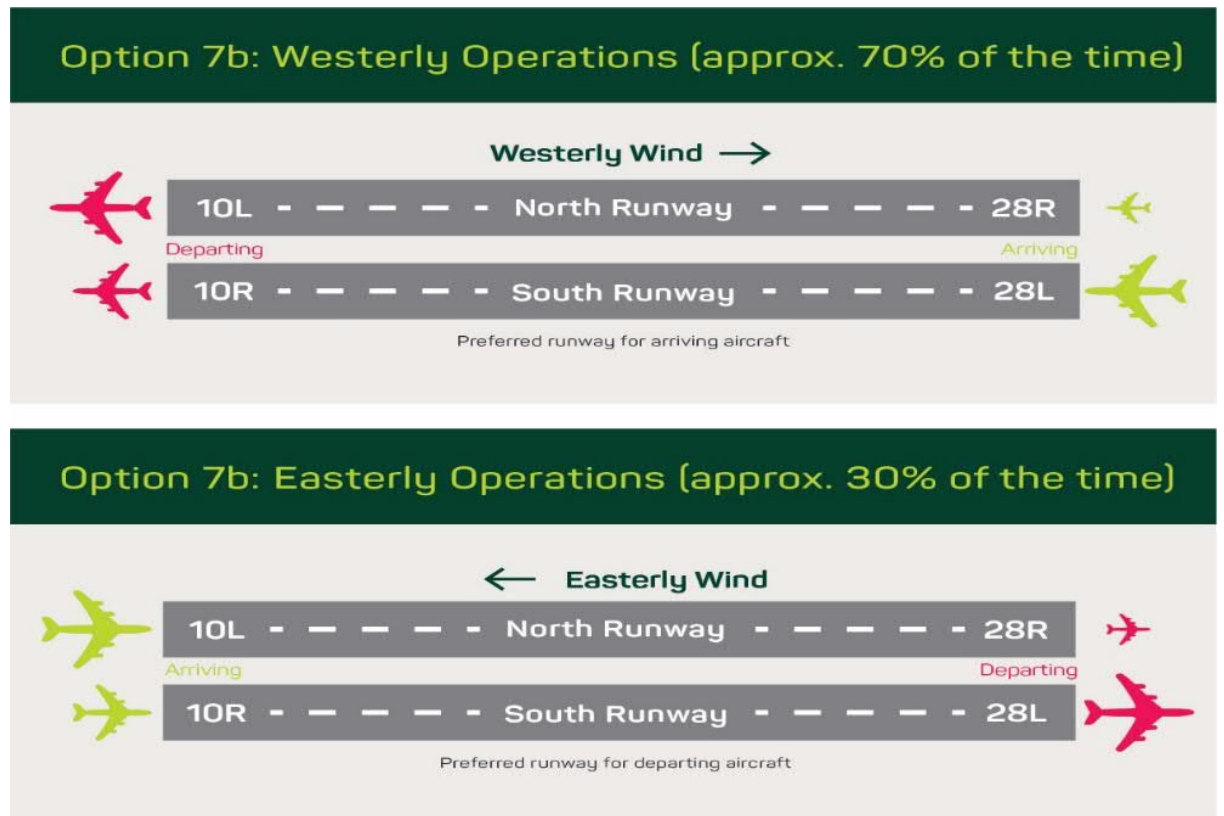 Option 7b: Westerly Operations (approx. 70% of the time)
Westerly Wind →
10L - - - - - North Runway - - - - - 28R
Departing Arriving
10R - - - - - South Runway - - - - - 28L
Preferred runway for arriving aircraft
Option 7b: Easterly Operations (approx. 30% of the time)
← Easterly Wind
10L - - - - - North Runway - - - - - 28R
Arriving Departing
10R - - - - - South Runway - - - - - 28L
Preferred runway for departing aircraft